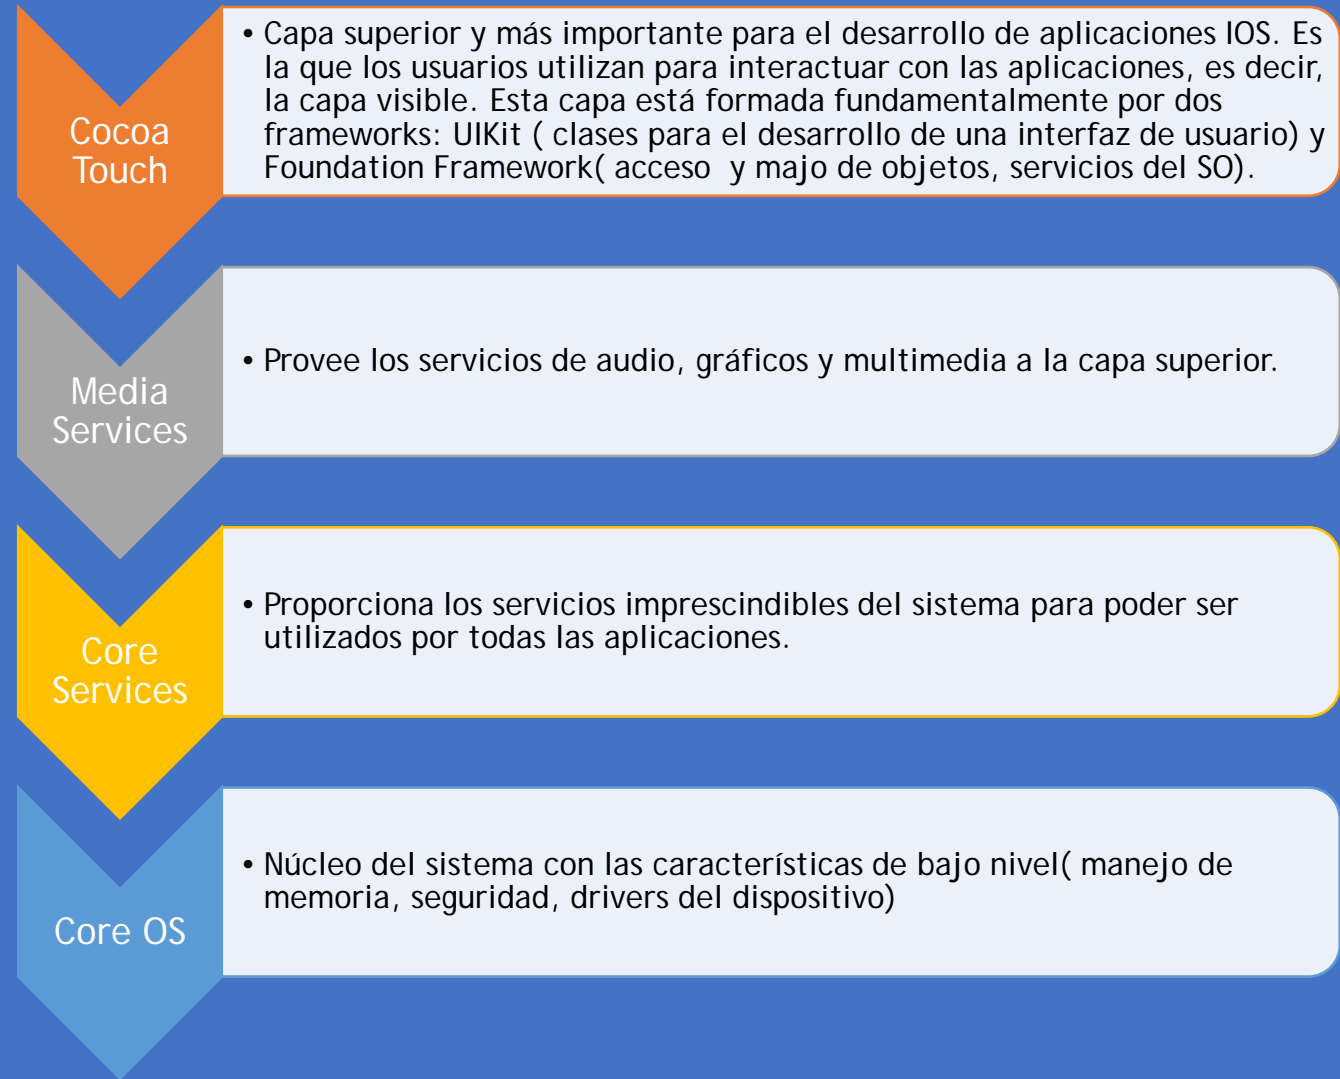 Cocoa
Touch
• Capa superior y más importante para el desarrollo de aplicaciones IOS. Es
la que los usuarios utilizan para interactuar con las aplicaciones, es decir,
la capa visible. Esta capa está formada fundamentalmente por dos
frameworks: UIKit ( clases para el desarrollo de una interfaz de usuario) y
Foundation Framework( acceso y majo de objetos, servicios del SO).
Media
Services
• Provee los servicios de audio, gráficos y multimedia a la capa superior.
Core
Services
• Proporciona los servicios imprescindibles del sistema para poder ser
utilizados por todas las aplicaciones.
Core OS
• Núcleo del sistema con las características de bajo nivel( manejo de
memoria, seguridad, drivers del dispositivo)